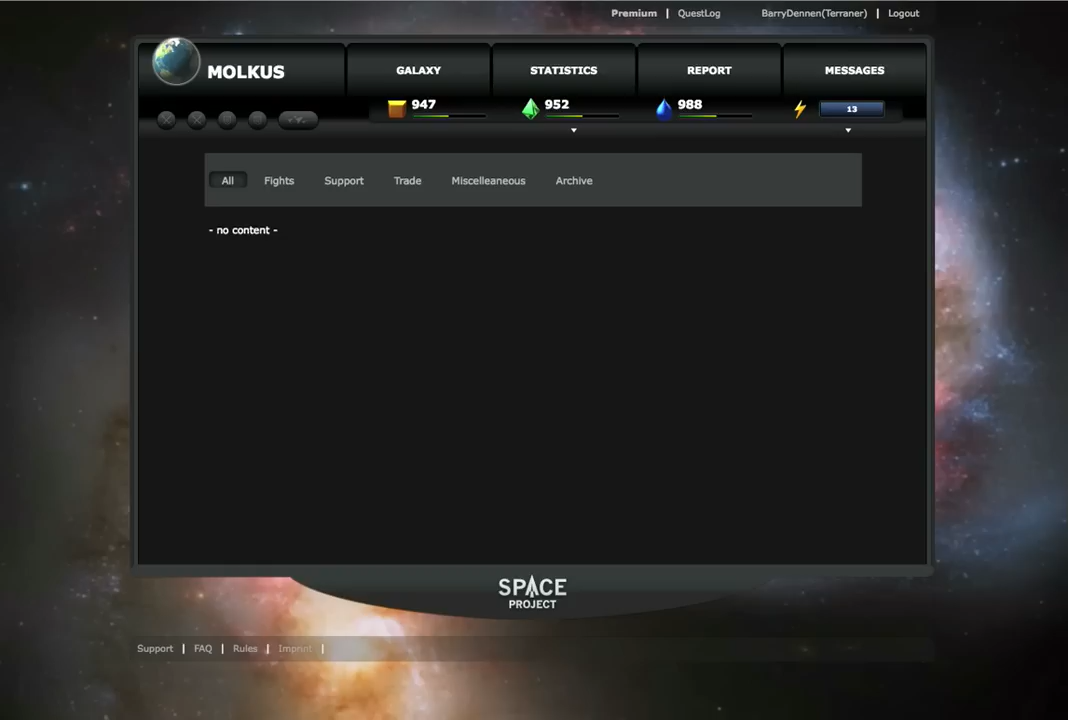 Premium | QuestLog BarryDennen(Terraner) | Logout
MOLKUS GALAXY STATISTICS REPORT MESSAGES
947 952 988 13
All Fights Support Trade Miscelleaneous Archive
- no content -
SPACE
PROJECT
Support | FAQ | Rules | Imprint |